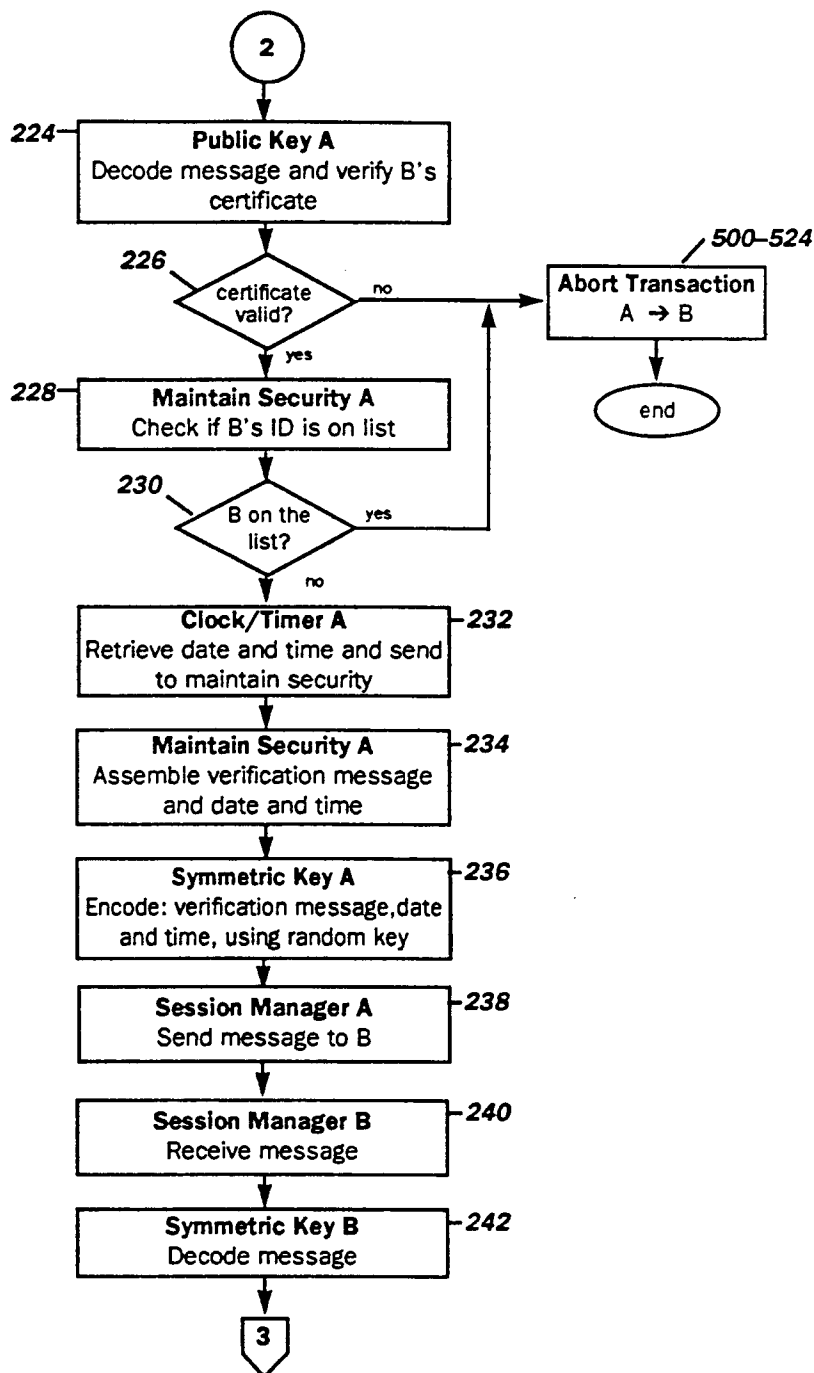 2
224
Public Key A
Decode message and verify B's
certificate
500–524
226
certificate
valid?
no
Abort Transaction
A → B
yes
end
228
Maintain Security A
Check if B's ID is on list
230
B on the
list?
yes
no
Clock/Timer A
232
Retrieve date and time and send
to maintain security
Maintain Security A
234
Assemble verification message
and date and time
Symmetric Key A
236
Encode: verification message,date
and time, using random key
Session Manager A
238
Send message to B
Session Manager B
240
Receive message
Symmetric Key B
242
Decode message
3